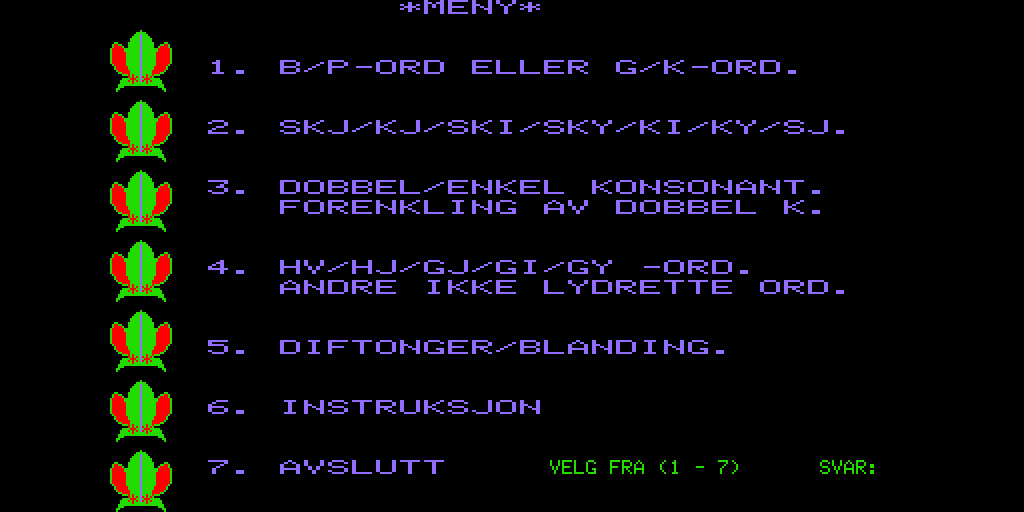 *MENY*
1. B/P-ORD ELLER G/K-ORD.
2. SKJ/KJ/SKI/SKY/KI/KY/SJ.
3. DOBBEL/ENKEL KONSONANT.
FORENKLING AV DOBBEL K.
4. HV/HJ/GJ/GI/GY -ORD.
ANDRE IKKE LYDRETTE ORD.
5. DIFTONGER/BLANDING.
6. INSTRUKSJON
7. AVSLUTT VELG FRA (1 - 7) SVAR: